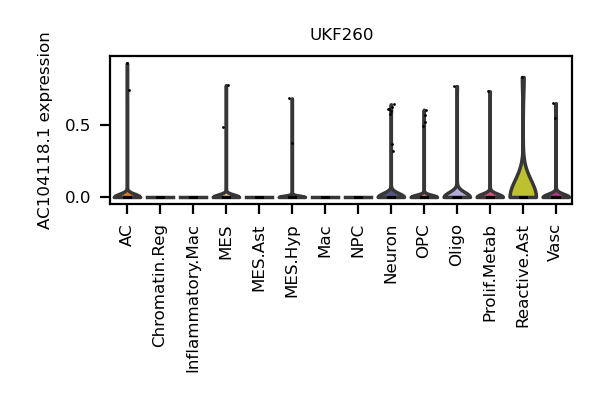 UKF260
AC104118.1 expression
0.5
0.0
AC
Chromatin.Reg
Inflammatory.Mac
MES
MES.Ast
MES.Hyp
Mac
NPC
Neuron
OPC
Oligo
Prolif.Metab
Reactive.Ast
Vasc